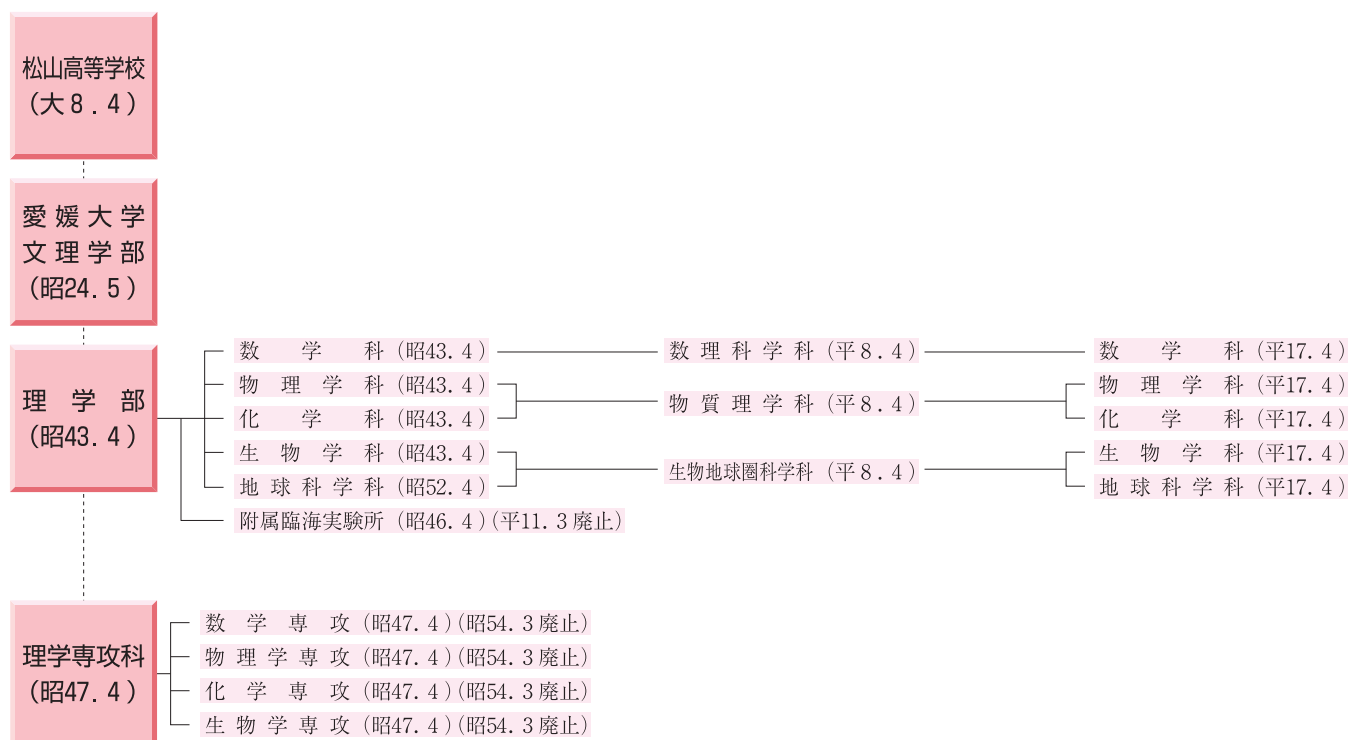 松山高等学校
(大8.4)
愛媛大学
文理学部
(昭24.5)
理学部
(昭43.4)
数学科(昭43.4)
数理科学科(平8.4)
数学科(平17.4)
物理学科(昭43.4)
物質理学科(平8.4)
物理学科(平17.4)
化学科(昭43.4)
化学科(平17.4)
生物学科(昭43.4)
生物地球圏科学科(平8.4)
生物学科(平17.4)
地球科学科(昭52.4)
地球科学科(平17.4)
附属臨海実験所(昭46.4)(平11.3廃止)
理学専攻科
(昭47.4)
数学専攻(昭47.4)(昭54.3廃止)
物理学専攻(昭47.4)(昭54.3廃止)
化学専攻(昭47.4)(昭54.3廃止)
生物学専攻(昭47.4)(昭54.3廃止)